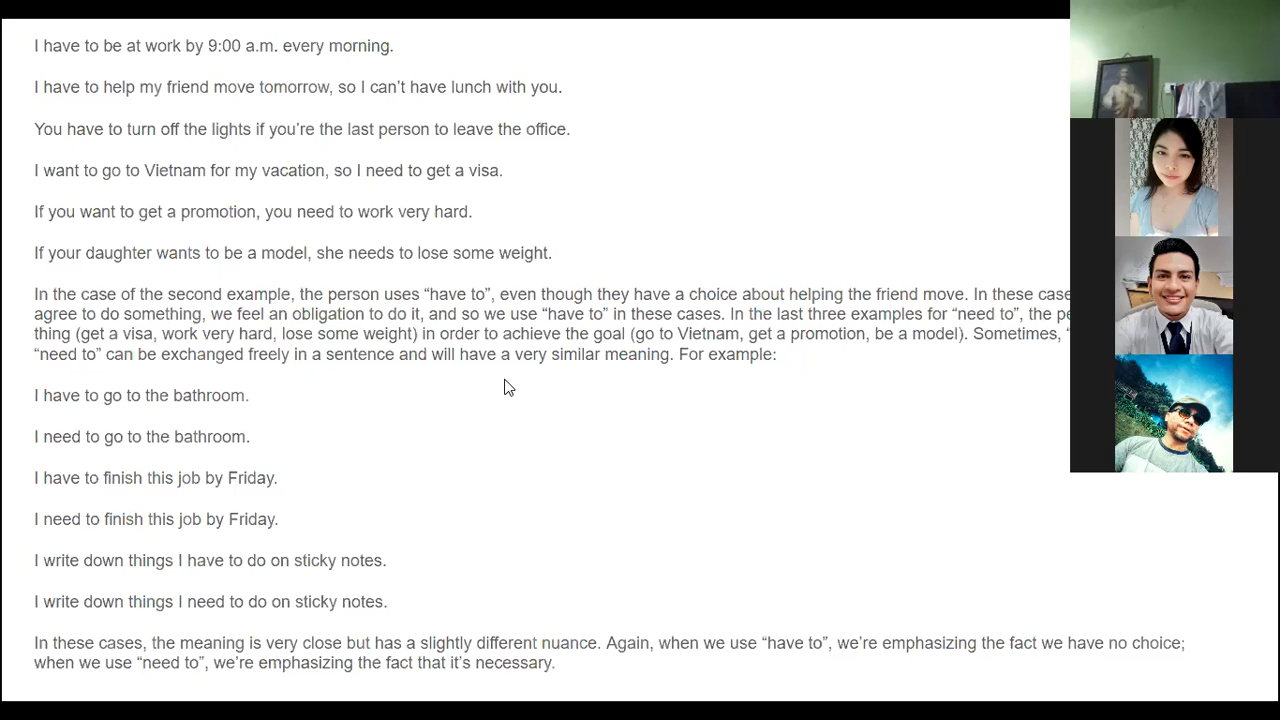 I have to be at work by 9:00 a.m. every morning.
I have to help my friend move tomorrow, so I can’t have lunch with you.
You have to turn off the lights if you’re the last person to leave the office.
I want to go to Vietnam for my vacation, so I need to get a visa.
If you want to get a promotion, you need to work very hard.
If your daughter wants to be a model, she needs to lose some weight.
In the case of the second example, the person uses “have to”, even though they have a choice about helping the friend move. In these
agree to do something, we feel an obligation to do it, and so we use “have to” in these cases. In the last three examples for “need to”, the
thing (get a visa, work very hard, lose some weight) in order to achieve the goal (go to Vietnam, get a promotion, be a model). Sometimes,
“need to” can be exchanged freely in a sentence and will have a very similar meaning. For example:
I have to go to the bathroom.
I need to go to the bathroom.
I have to finish this job by Friday.
I need to finish this job by Friday.
I write down things I have to do on sticky notes.
I write down things I need to do on sticky notes.
In these cases, the meaning is very close but has a slightly different nuance. Again, when we use “have to”, we’re emphasizing the fact we have no choice;
when we use “need to”, we’re emphasizing the fact that it’s necessary.